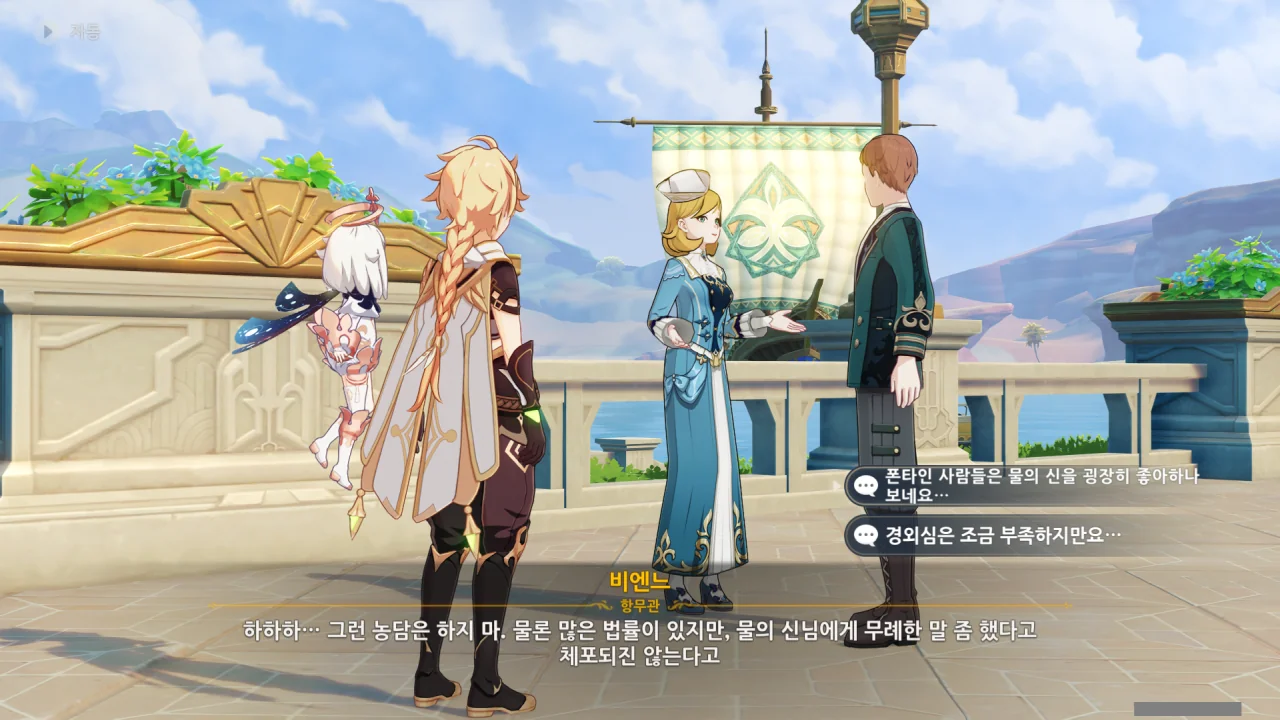 자동
폰타인 사람들은 물의 신을 굉장히 좋아하나
보네요…
경외심은 조금 부족하지만요…
비엔느
항무관
하하하… 그런 농담은 하지 마. 물론 많은 법률이 있지만, 물의 신님에게 무례한 말 좀 했다고
체포되진 않는다고